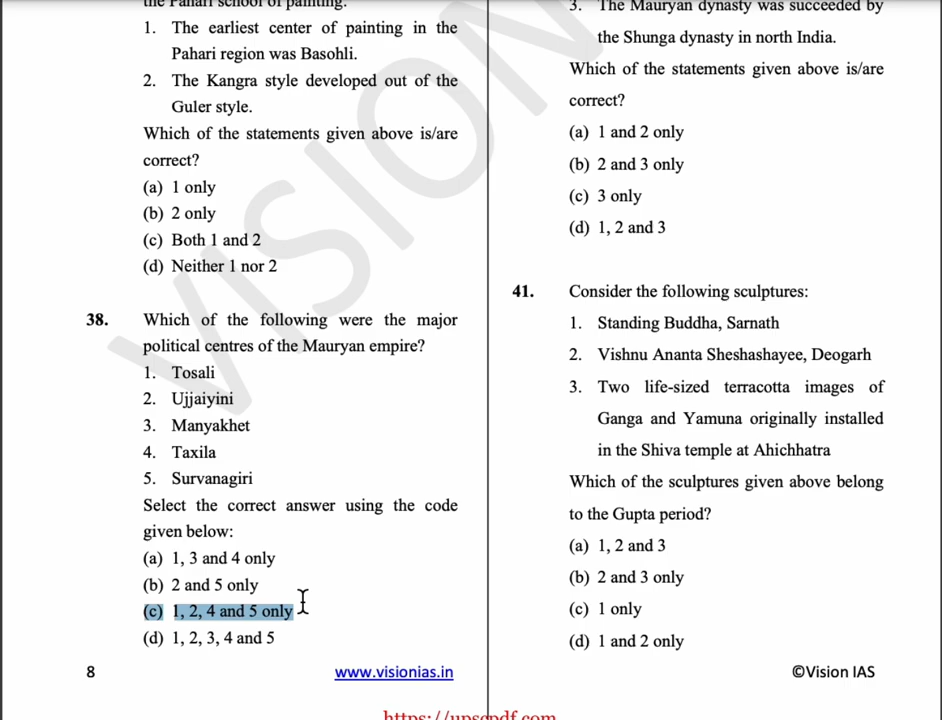 the Pahari school of painting:
1. The earliest center of painting in the
Pahari region was Basohli.
2. The Kangra style developed out of the
Guler style.
Which of the statements given above is/are
correct?
(a) 1 only
(b) 2 only
(c) Both 1 and 2
(d) Neither 1 nor 2
38. Which of the following were the major
political centres of the Mauryan empire?
1. Tosali
2. Ujjaiyini
3. Manyakhet
4. Taxila
5. Survanagiri
Select the correct answer using the code
given below:
(a) 1, 3 and 4 only
(b) 2 and 5 only
(c) 1, 2, 4 and 5 only
(d) 1, 2, 3, 4 and 5
3. The Mauryan dynasty was succeeded by
the Shunga dynasty in north India.
Which of the statements given above is/are
correct?
(a) 1 and 2 only
(b) 2 and 3 only
(c) 3 only
(d) 1, 2 and 3
41. Consider the following sculptures:
1. Standing Buddha, Sarnath
2. Vishnu Ananta Sheshashayee, Deogarh
3. Two life-sized terracotta images of
Ganga and Yamuna originally installed
in the Shiva temple at Ahichhatra
Which of the sculptures given above belong
to the Gupta period?
(a) 1, 2 and 3
(b) 2 and 3 only
(c) 1 only
(d) 1 and 2 only
8 www.visionias.in ©Vision IAS
https://upscpdf.com
VISION